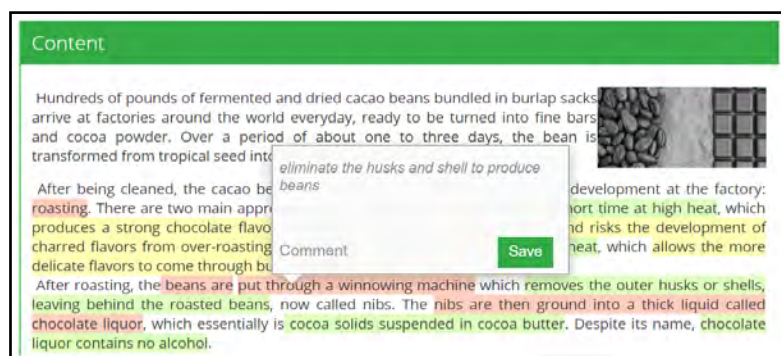 Content
Hundreds of pounds of fermented and dried cacao beans bundled in burlap sacks
arrive at factories around the world everyday, ready to be turned into fine bars
and cocoa powder. Over a period of about one to three days, the bean is
transformed from tropical seed into
After being cleaned, the cacao be development at the factory:
roasting. There are two main appr ort time at high heat, which
produces a strong chocolate flavo nd risks the development of
charred flavors from over-roasting heat, which allows the more
delicate flavors to come through bu
eliminate the husks and shell to produce
beans
Comment
Save
After roasting, the beans are put through a winnowing machine which removes the outer husks or shells,
leaving behind the roasted beans, now called nibs. The nibs are then ground into a thick liquid called
chocolate liquor, which essentially is cocoa solids suspended in cocoa butter. Despite its name, chocolate
liquor contains no alcohol.